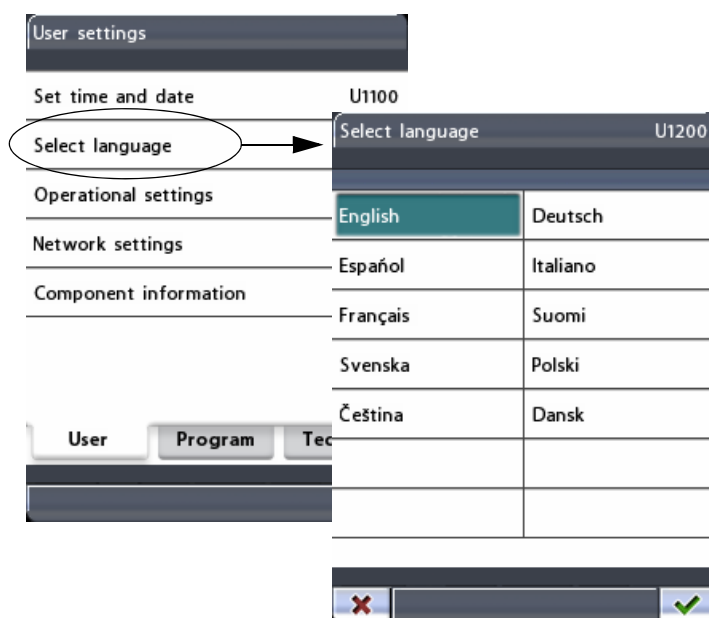 User settings
Set time and date U1100
Select language
Operational settings
Network settings
Component information
User Program Tec
Select language U1200
English Deutsch
Español Italiano
Français Suomi
Svenska Polski
Čeština Dansk